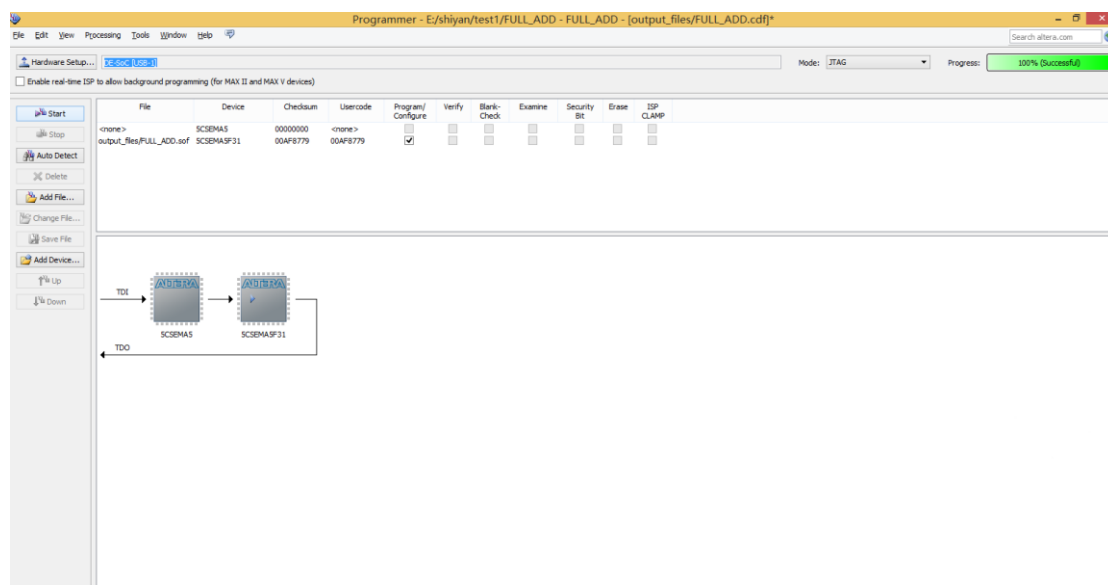 Programmer - E:/shiyan/test1/FULL_ADD - FULL_ADD - [output_files/FULL_ADD.cdf]*
File Edit View Processing Tools Window Help
Search altera.com
Hardware Setup... DE-SoC [USB-1] Mode: JTAG Progress: 100% (Successful)
Enable real-time ISP to allow background programming (for MAX II and MAX V devices)
Start
Stop
Auto Detect
Delete
Add File...
Change File...
Save File
Add Device...
Up
Down
File Device Checksum Usercode Program/ Verify Blank- Examine Security Erase ISP
Configure Check Bit CLAMP
<none> 5CSEMA5 00000000 <none>
output_files/FULL_ADD.sof 5CSEMA5F31 00AF8779 00AF8779
TDI
ALTERA ALTERA
5CSEMA5 5CSEMA5F31
TDO